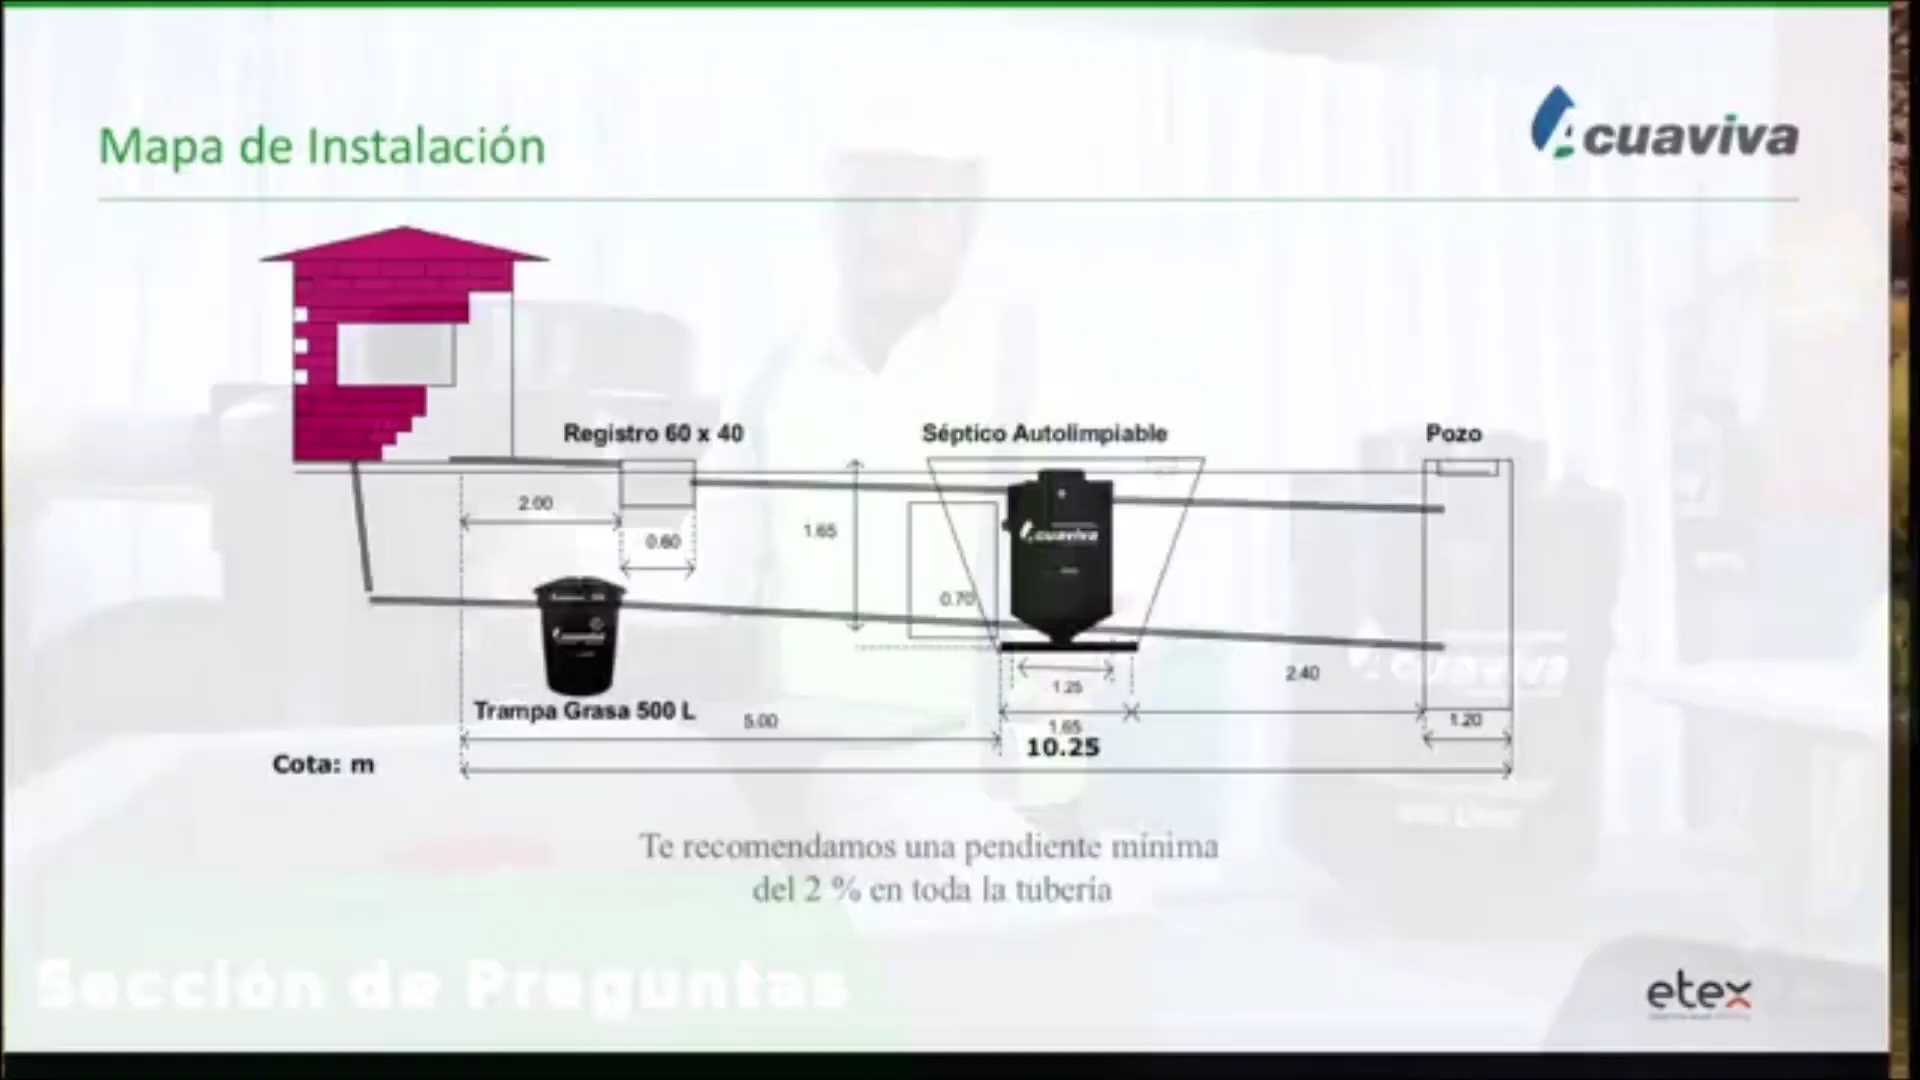 Mapa de Instalación
Acuaviva
Registro 60 x 40
Séptico Autolimpiable
Pozo
2.00
0.60
1.65
0.70
Acuaviva
Acuaviva
1.25
2.40
Trampa Grasa 500 L
5.00
1.65
1.20
10.25
Cota: m
Te recomendamos una pendiente mínima
del 2 % en toda la tubería
Sección de Preguntas
etex